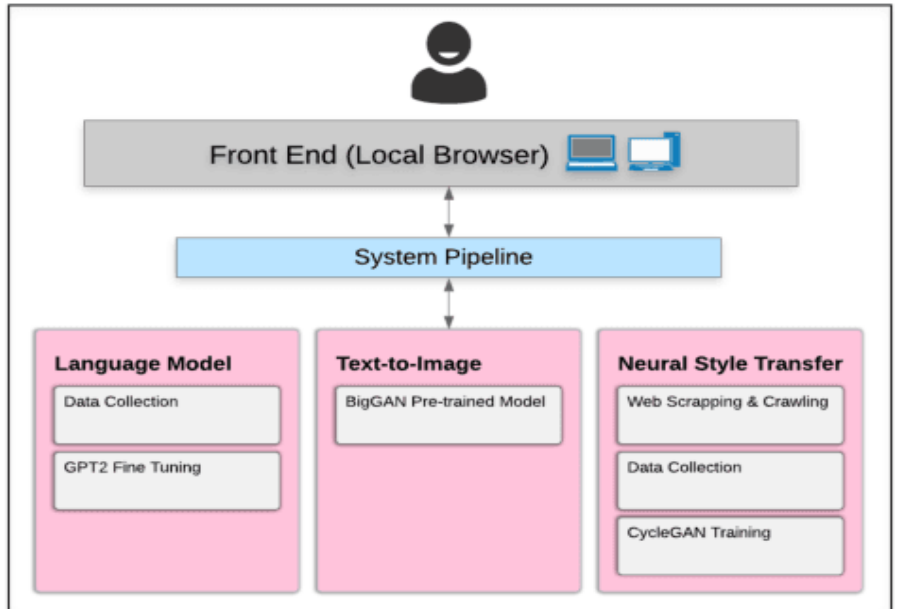 Front End (Local Browser)
System Pipeline
Language Model
Data Collection
GPT2 Fine Tuning
Text-to-Image
BigGAN Pre-trained Model
Neural Style Transfer
Web Scrapping & Crawling
Data Collection
CycleGAN Training